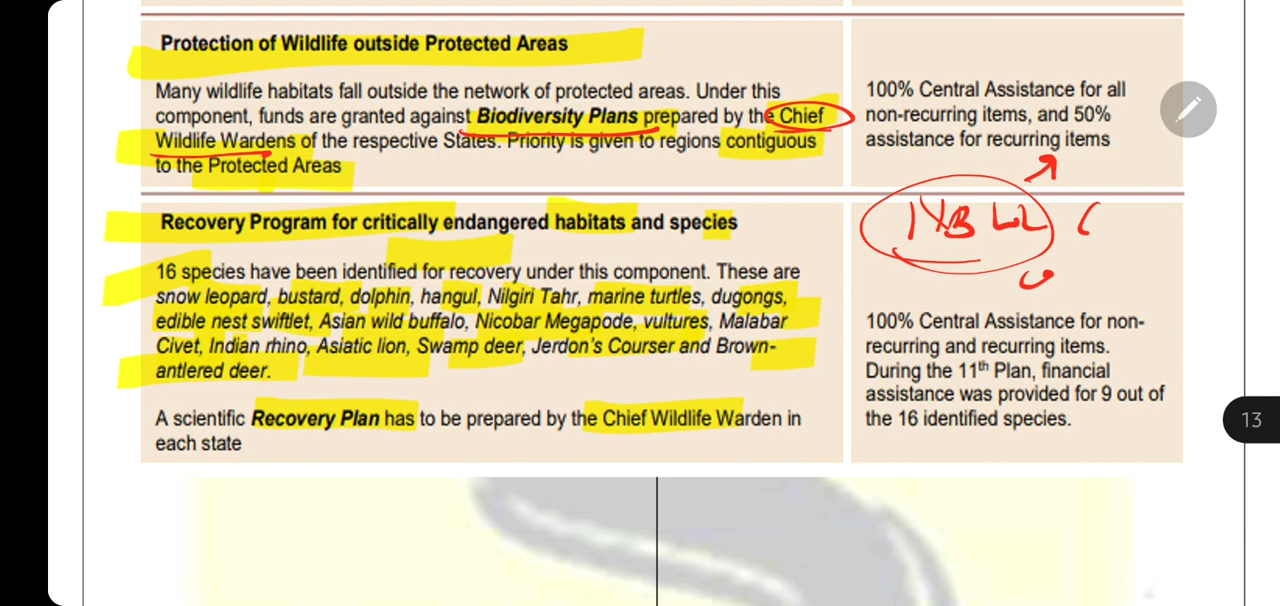 Protection of Wildlife outside Protected Areas
Many wildlife habitats fall outside the network of protected areas. Under this
component, funds are granted against Biodiversity Plans prepared by the Chief
Wildlife Wardens of the respective States. Priority is given to regions contiguous
to the Protected Areas
100% Central Assistance for all
non-recurring items, and 50%
assistance for recurring items
Recovery Program for critically endangered habitats and species
16 species have been identified for recovery under this component. These are
snow leopard, bustard, dolphin, hangul, Nilgiri Tahr, marine turtles, dugongs,
edible nest swiftlet, Asian wild buffalo, Nicobar Megapode, vultures, Malabar
Civet, Indian rhino, Asiatic lion, Swamp deer, Jerdon's Courser and Brown-
antlered deer.
A scientific Recovery Plan has to be prepared by the Chief Wildlife Warden in
each state
100% Central Assistance for non-
recurring and recurring items.
During the 11th Plan, financial
assistance was provided for 9 out of
the 16 identified species.
13